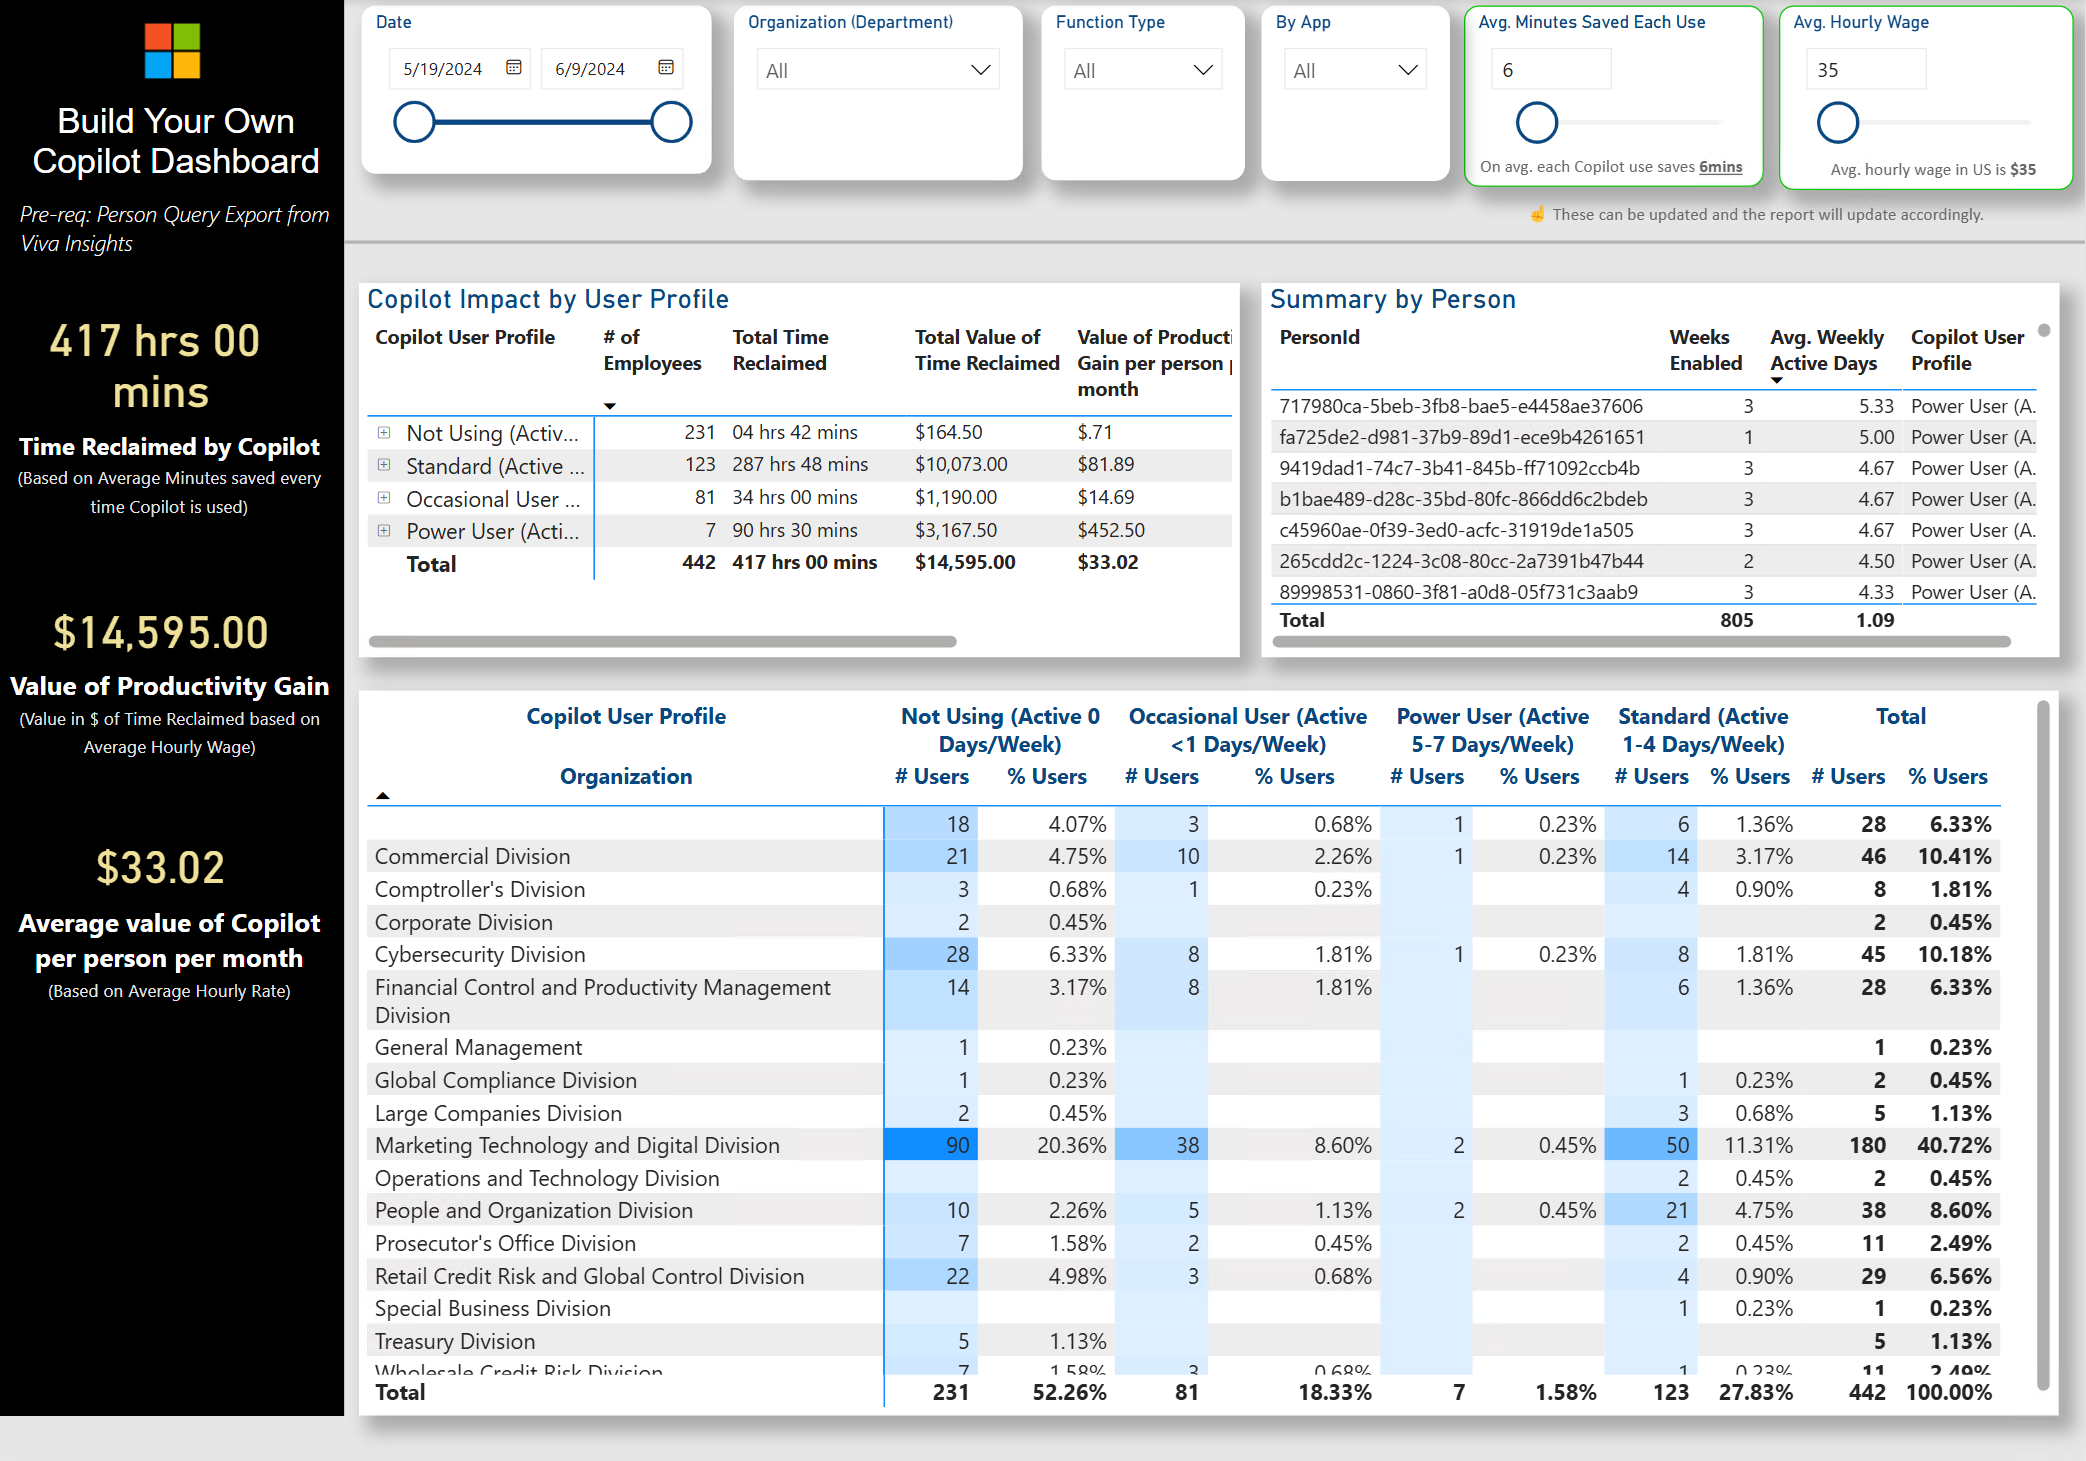 Build Your Own
Copilot Dashboard
Pre-req: Person Query Export from
Viva Insights
417 hrs 00
mins
Time Reclaimed by Copilot
(Based on Average Minutes saved every
time Copilot is used)
$14,595.00
Value of Productivity Gain
(Value in $ of Time Reclaimed based on
Average Hourly Wage)
$33.02
Average value of Copilot
per person per month
(Based on Average Hourly Rate)
Date
5/19/2024 6/9/2024
Organization (Department)
All
Function Type
All
By App
All
Avg. Minutes Saved Each Use
6
On avg. each Copilot use saves 6mins
Avg. Hourly Wage
35
Avg. hourly wage in US is $35
☝ These can be updated and the report will update accordingly.
Copilot Impact by User Profile
Copilot User Profile # of Employees Total Time Reclaimed Total Value of Time Reclaimed Value of Producti Gain per person p month
Not Using (Activ... 231 04 hrs 42 mins $164.50 $.71
Standard (Active ... 123 287 hrs 48 mins $10,073.00 $81.89
Occasional User ... 81 34 hrs 00 mins $1,190.00 $14.69
Power User (Acti... 7 90 hrs 30 mins $3,167.50 $452.50
Total 442 417 hrs 00 mins $14,595.00 $33.02
Summary by Person
PersonId Weeks Enabled Avg. Weekly Active Days Copilot User Profile
717980ca-5beb-3fb8-bae5-e4458ae37606 3 5.33 Power User (A.
fa725de2-d981-37b9-89d1-ece9b4261651 1 5.00 Power User (A.
9419dad1-74c7-3b41-845b-ff71092ccb4b 3 4.67 Power User (A.
b1bae489-d28c-35bd-80fc-866dd6c2bdeb 3 4.67 Power User (A.
c45960ae-0f39-3ed0-acfc-31919de1a505 3 4.67 Power User (A.
265cdd2c-1224-3c08-80cc-2a7391b47b44 2 4.50 Power User (A.
89998531-0860-3f81-a0d8-05f731c3aab9 3 4.33 Power User (A.
Total 805 1.09
Copilot User Profile Not Using (Active 0 Days/Week) Occasional User (Active <1 Days/Week) Power User (Active 5-7 Days/Week) Standard (Active 1-4 Days/Week) Total
Organization # Users % Users # Users % Users # Users % Users # Users % Users # Users % Users
18 4.07% 3 0.68% 1 0.23% 6 1.36% 28 6.33%
Commercial Division 21 4.75% 10 2.26% 1 0.23% 14 3.17% 46 10.41%
Comptroller's Division 3 0.68% 1 0.23% 4 0.90% 8 1.81%
Corporate Division 2 0.45% 2 0.45%
Cybersecurity Division 28 6.33% 8 1.81% 1 0.23% 8 1.81% 45 10.18%
Financial Control and Productivity Management Division 14 3.17% 8 1.81% 6 1.36% 28 6.33%
General Management 1 0.23% 1 0.23%
Global Compliance Division 1 0.23% 1 0.23% 2 0.45%
Large Companies Division 2 0.45% 3 0.68% 5 1.13%
Marketing Technology and Digital Division 90 20.36% 38 8.60% 2 0.45% 50 11.31% 180 40.72%
Operations and Technology Division 2 0.45% 2 0.45%
People and Organization Division 10 2.26% 5 1.13% 2 0.45% 21 4.75% 38 8.60%
Prosecutor's Office Division 7 1.58% 2 0.45% 2 0.45% 11 2.49%
Retail Credit Risk and Global Control Division 22 4.98% 3 0.68% 4 0.90% 29 6.56%
Special Business Division 1 0.23% 1 0.23%
Treasury Division 5 1.13% 5 1.13%
Wholesale Credit Risk Division 7 1.58% 3 0.68% 1 0.23% 11 2.49%
Total 231 52.26% 81 18.33% 7 1.58% 123 27.83% 442 100.00%